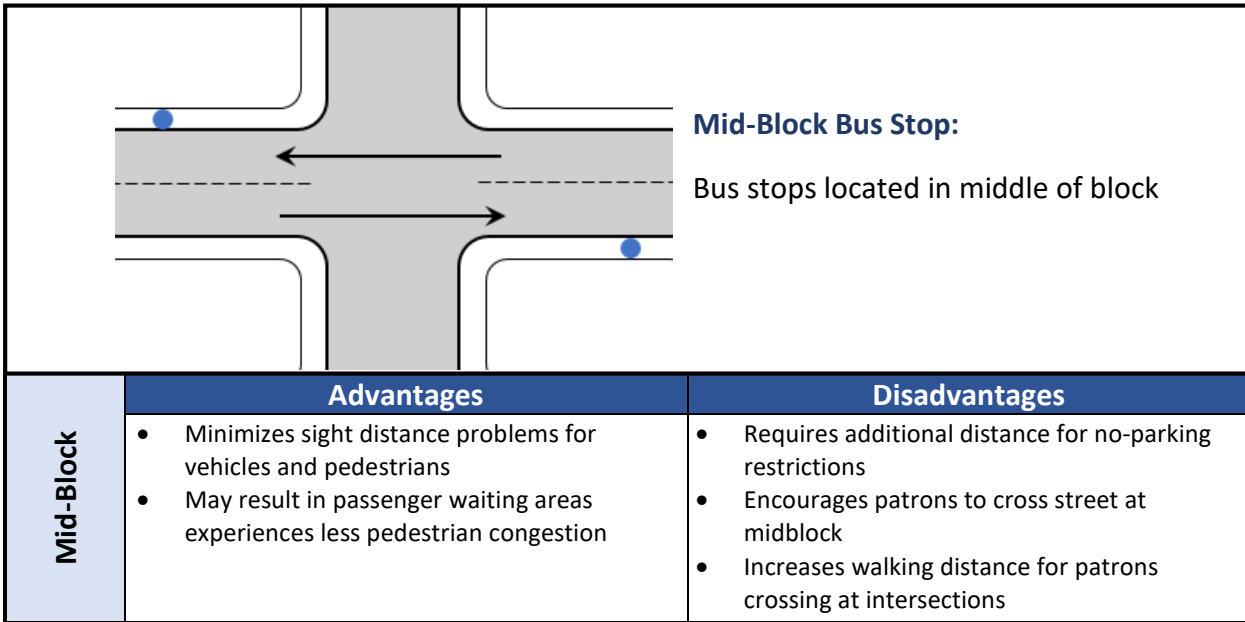 Mid-Block Bus Stop:
Bus stops located in middle of block
Mid-Block
Advantages
Disadvantages
• Minimizes sight distance problems for
vehicles and pedestrians
• May result in passenger waiting areas
experiences less pedestrian congestion
• Requires additional distance for no-parking
restrictions
• Encourages patrons to cross street at
midblock
• Increases walking distance for patrons
crossing at intersections